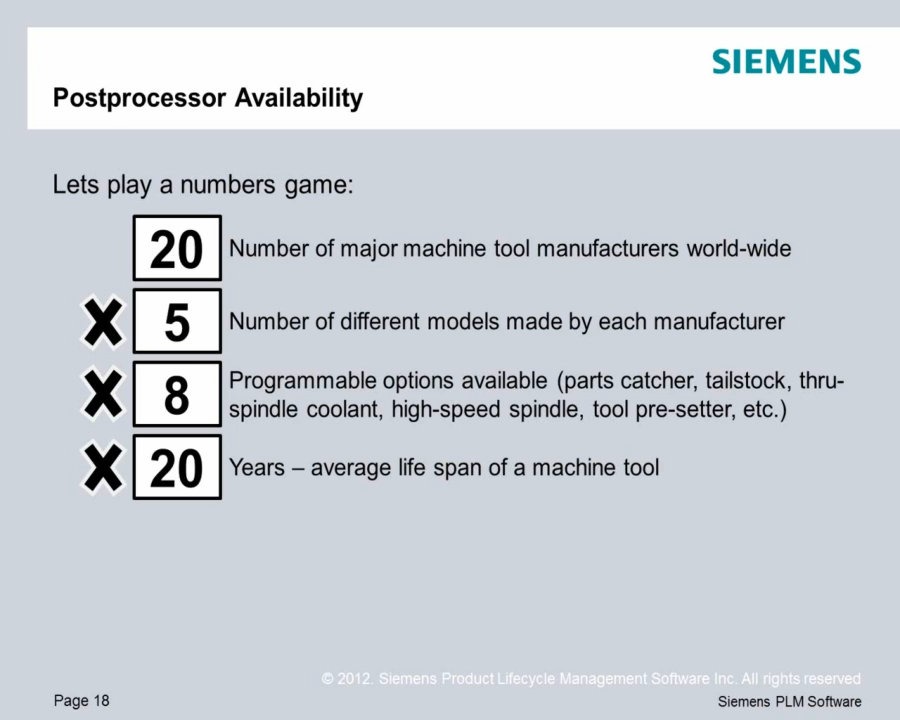 SIEMENS
Postprocessor Availability
Lets play a numbers game:
20 Number of major machine tool manufacturers world-wide
X 5 Number of different models made by each manufacturer
X 8 Programmable options available (parts catcher, tailstock, thru-
spindle coolant, high-speed spindle, tool pre-setter, etc.)
X 20 Years – average life span of a machine tool
© 2012. Siemens Product Lifecycle Management Software Inc. All rights reserved
Page 18 Siemens PLM Software